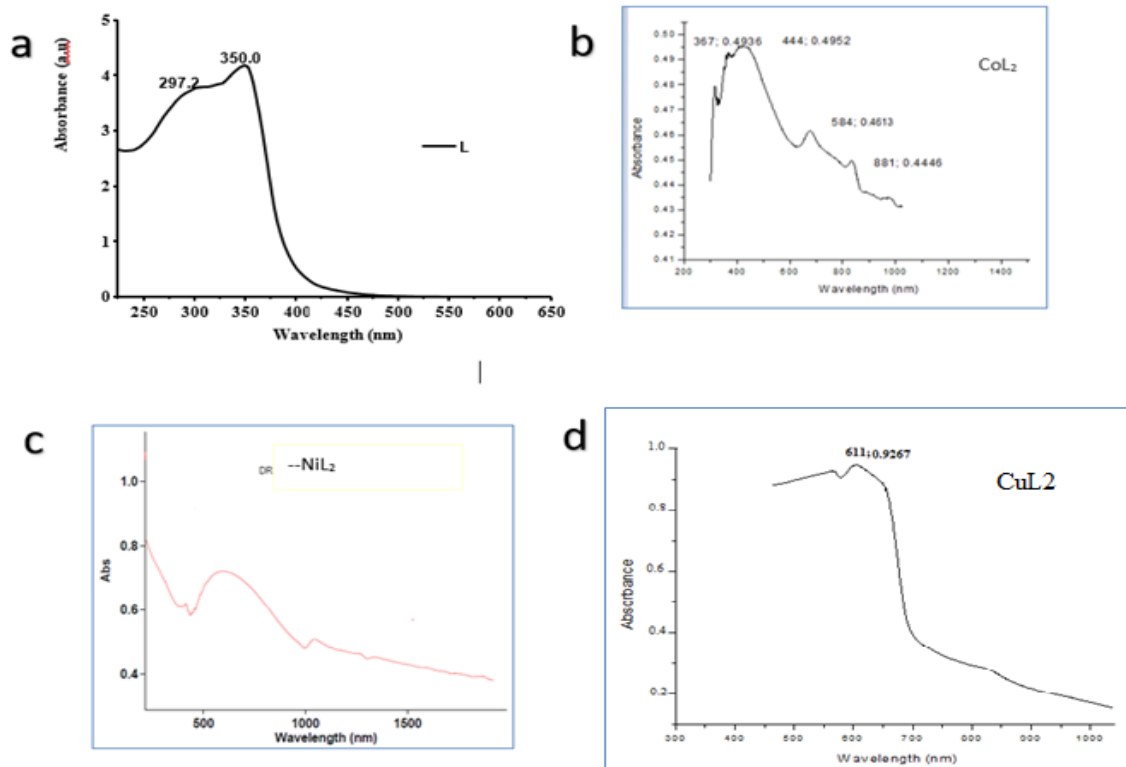 a
Absorbance (a.u)
5
4
3
2
1
0
297.2
350.0
L
250 300 350 400 450 500 550 600 650
Wavelength (nm)
b
367; 0.4936 444; 0.4952
CoL₂
584; 0.4613
881; 0.4446
Absorbance
0.50
0.49
0.48
0.47
0.46
0.45
0.44
0.43
0.42
0.41
200 400 600 800 1000 1200 1400
Wavelength (nm)
c
DR --NiL₂
Abs
1.0
0.8
0.6
0.4
500 1000 1500
Wavelength (nm)
d
611;0.9267
CuL2
Absorbance
1.0
0.9
0.8
0.4
0.3
0.2
300 400 500 600 700 800 900 1000
Wavelength (nm)